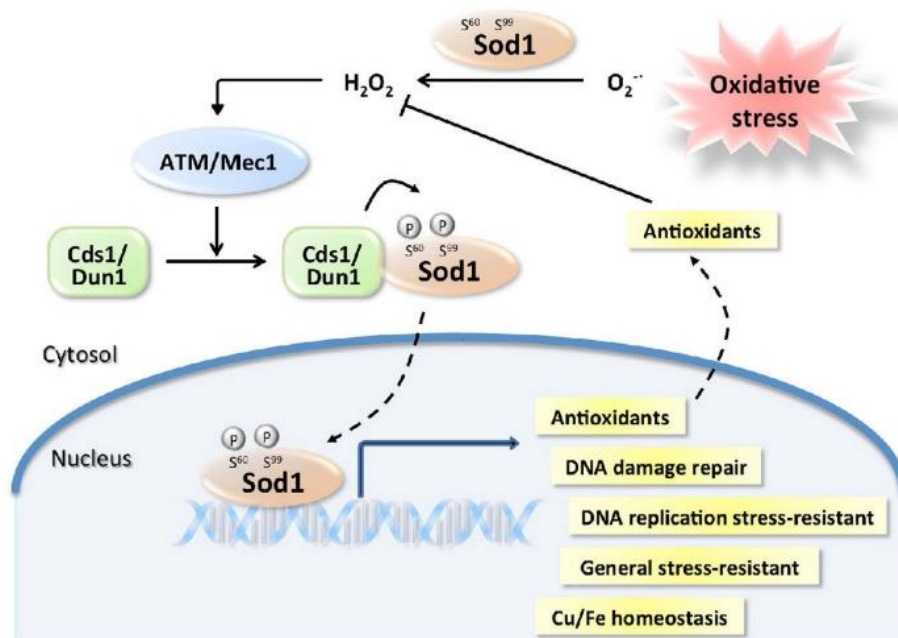 S⁶⁰ S⁹⁹
Sod1
H₂O₂
O₂⁻·
Oxidative
stress
ATM/Mec1
Antioxidants
Cds1/
Dun1
Cds1/
Dun1
P P
S⁶⁰ S⁹⁹
Sod1
Cytosol
Nucleus
P P
S⁶⁰ S⁹⁹
Sod1
Antioxidants
DNA damage repair
DNA replication stress-resistant
General stress-resistant
Cu/Fe homeostasis